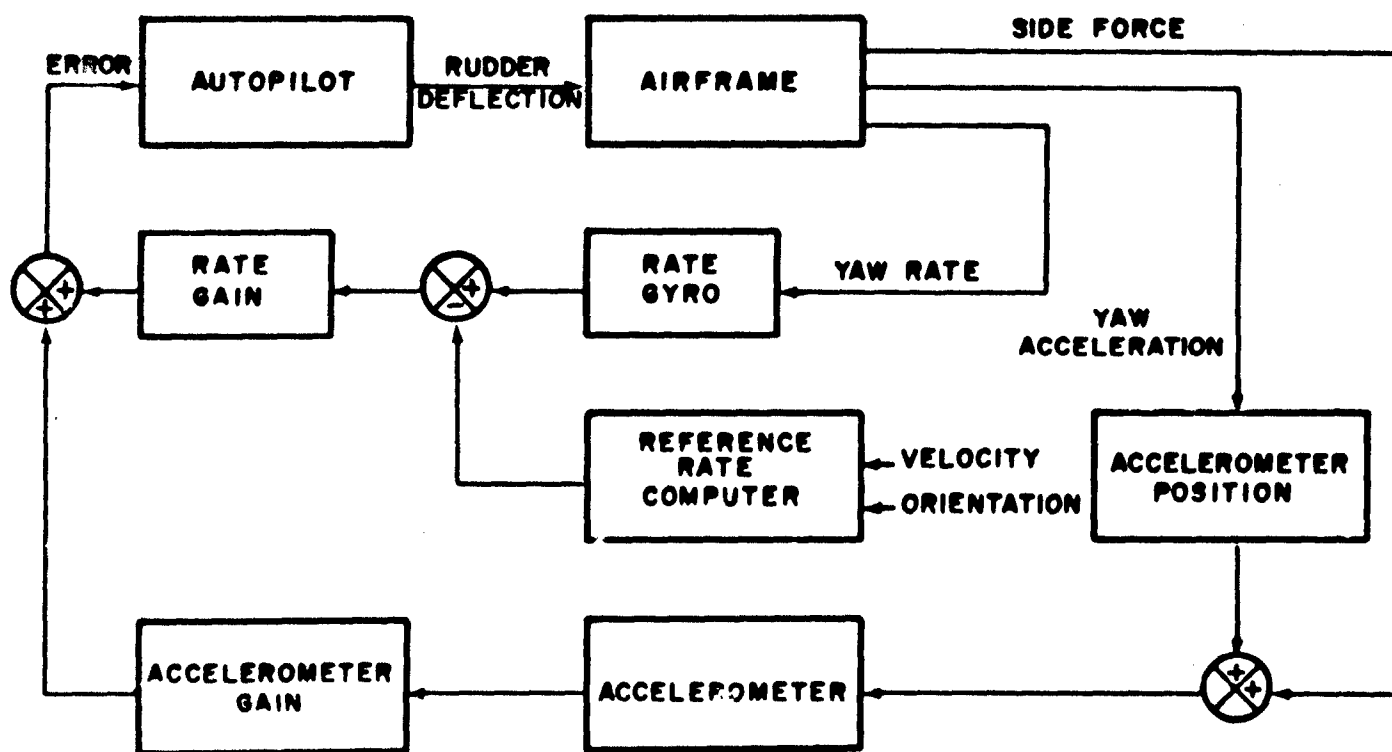 SIDE FORCE
ERROR
AUTOPILOT
RUDDER
DEFLECTION
AIRFRAME
RATE
GAIN
+
+
+
-
RATE
GYRO
YAW RATE
YAW
ACCELERATION
REFERENCE
RATE
COMPUTER
VELOCITY
ORIENTATION
ACCELEROMETER
POSITION
ACCELEROMETER
GAIN
ACCELEROMETER
+
+